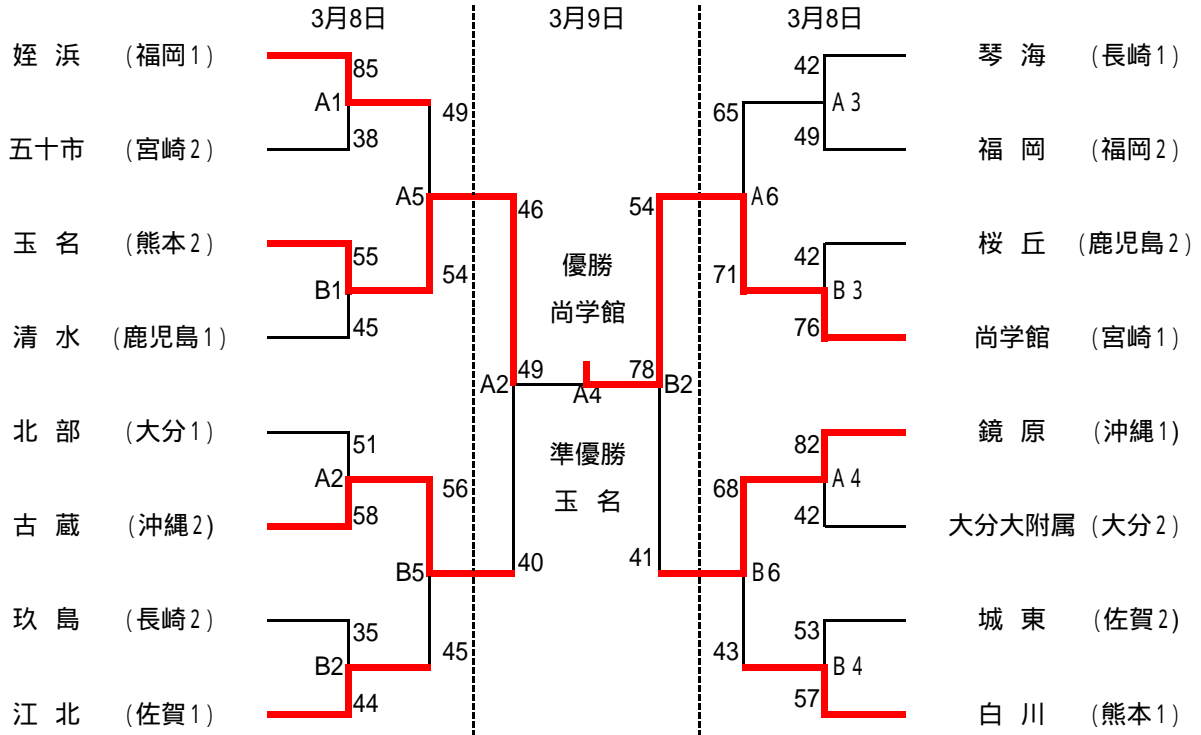 3月8日 3月9日 3月8日
姪 浜 (福岡1) 85 42 琴 海 (長崎1)
A1 49 65 A3
五十市 (宮崎2) 38 49 福 岡 (福岡2)
A5 46 54 A6
玉 名 (熊本2) 55 42 桜 丘 (鹿児島2)
B1 54 優勝 71 B3
清 水 (鹿児島1) 45 尚学館 76 尚学館 (宮崎1)
A2 49 A4 78 B2
北 部 (大分1) 51 82 鏡 原 (沖縄1)
A2 56 準優勝 68 A4
古 蔵 (沖縄2) 58 玉 名 42 大分大附属 (大分2)
B5 40 41 B6
玖 島 (長崎2) 35 53 城 東 (佐賀2)
B2 45 43 B4
江 北 (佐賀1) 44 57 白 川 (熊本1)